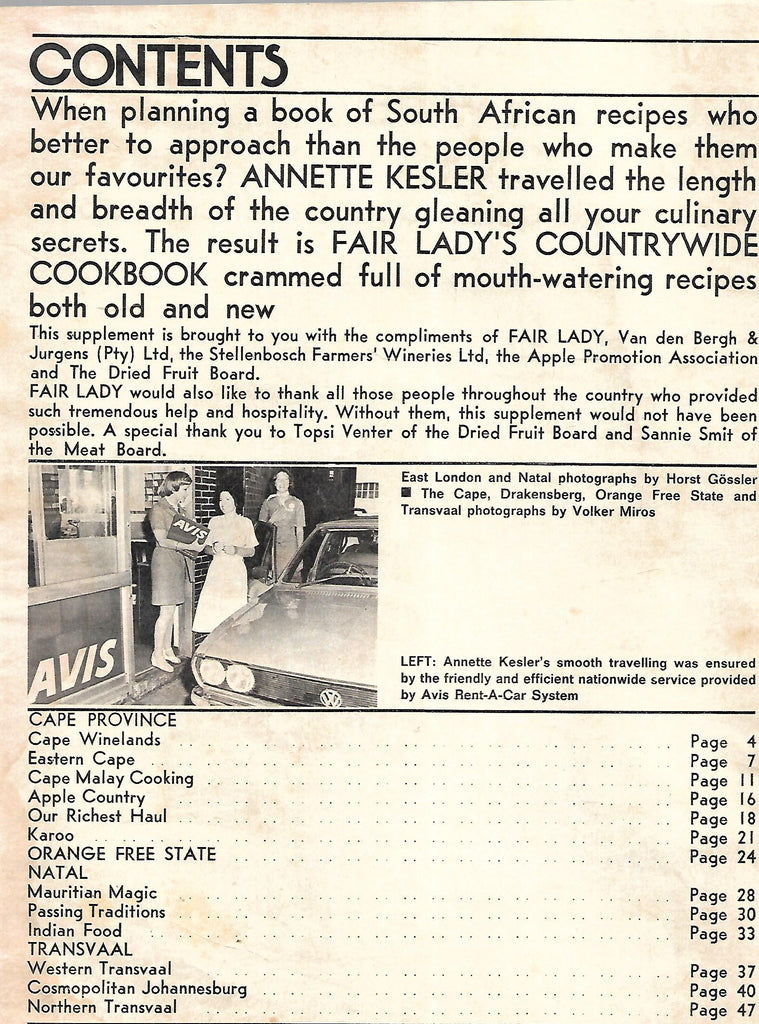 CONTENTS
When planning a book of South African recipes who
better to approach than the people who make them
our favourites? ANNETTE KESLER travelled the length
and breadth of the country gleaning all your culinary
secrets. The result is FAIR LADY'S COUNTRYWIDE
COOKBOOK crammed full of mouth-watering recipes
both old and new
This supplement is brought to you with the compliments of FAIR LADY, Van den Bergh &
Jurgens (Pty) Ltd, the Stellenbosch Farmers' Wineries Ltd, the Apple Promotion Association
and The Dried Fruit Board.
FAIR LADY would also like to thank all those people throughout the country who provided
such tremendous help and hospitality. Without them, this supplement would not have been
possible. A special thank you to Topsi Venter of the Dried Fruit Board and Sannie Smit of
the Meat Board.
East London and Natal photographs by Horst Gössler
■ The Cape, Drakensberg, Orange Free State and
Transvaal photographs by Volker Miros
AVIS
AVIS
LEFT: Annette Kesler's smooth travelling was ensured
by the friendly and efficient nationwide service provided
by Avis Rent-A-Car System
CAPE PROVINCE
Cape Winelands Page 4
Eastern Cape Page 7
Cape Malay Cooking Page 11
Apple Country Page 16
Our Richest Haul Page 18
Karoo Page 21
ORANGE FREE STATE Page 24
NATAL
Mauritian Magic Page 28
Passing Traditions Page 30
Indian Food Page 33
TRANSVAAL
Western Transvaal Page 37
Cosmopolitan Johannesburg Page 40
Northern Transvaal Page 47